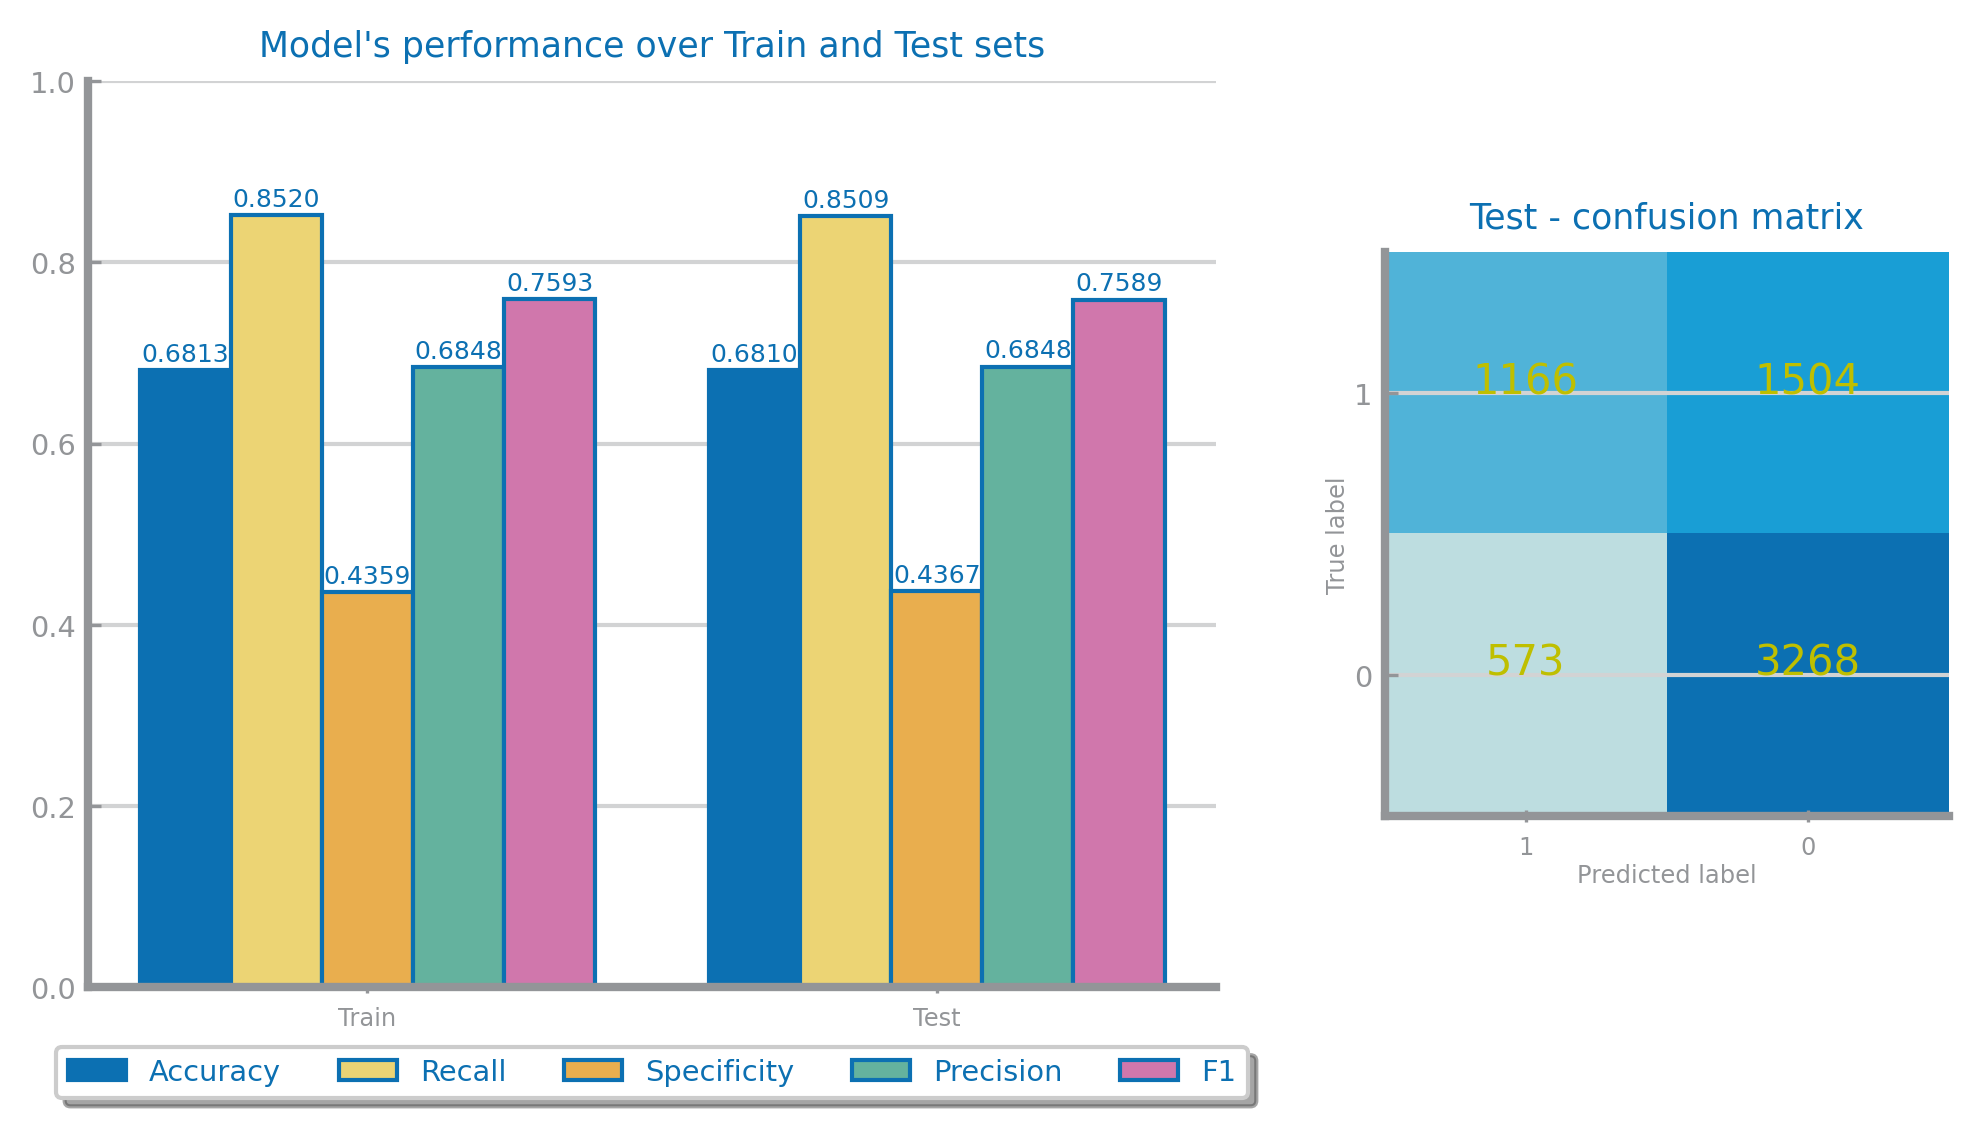 Model's performance over Train and Test sets
1.0
0.8
0.6
0.4
0.2
0.0
0.6813
0.8520
0.4359
0.6848
0.7593
0.6810
0.8509
0.4367
0.6848
0.7589
Train
Test
Accuracy
Recall
Specificity
Precision
F1
Test - confusion matrix
True label
1
0
1166
1504
573
3268
1
0
Predicted label